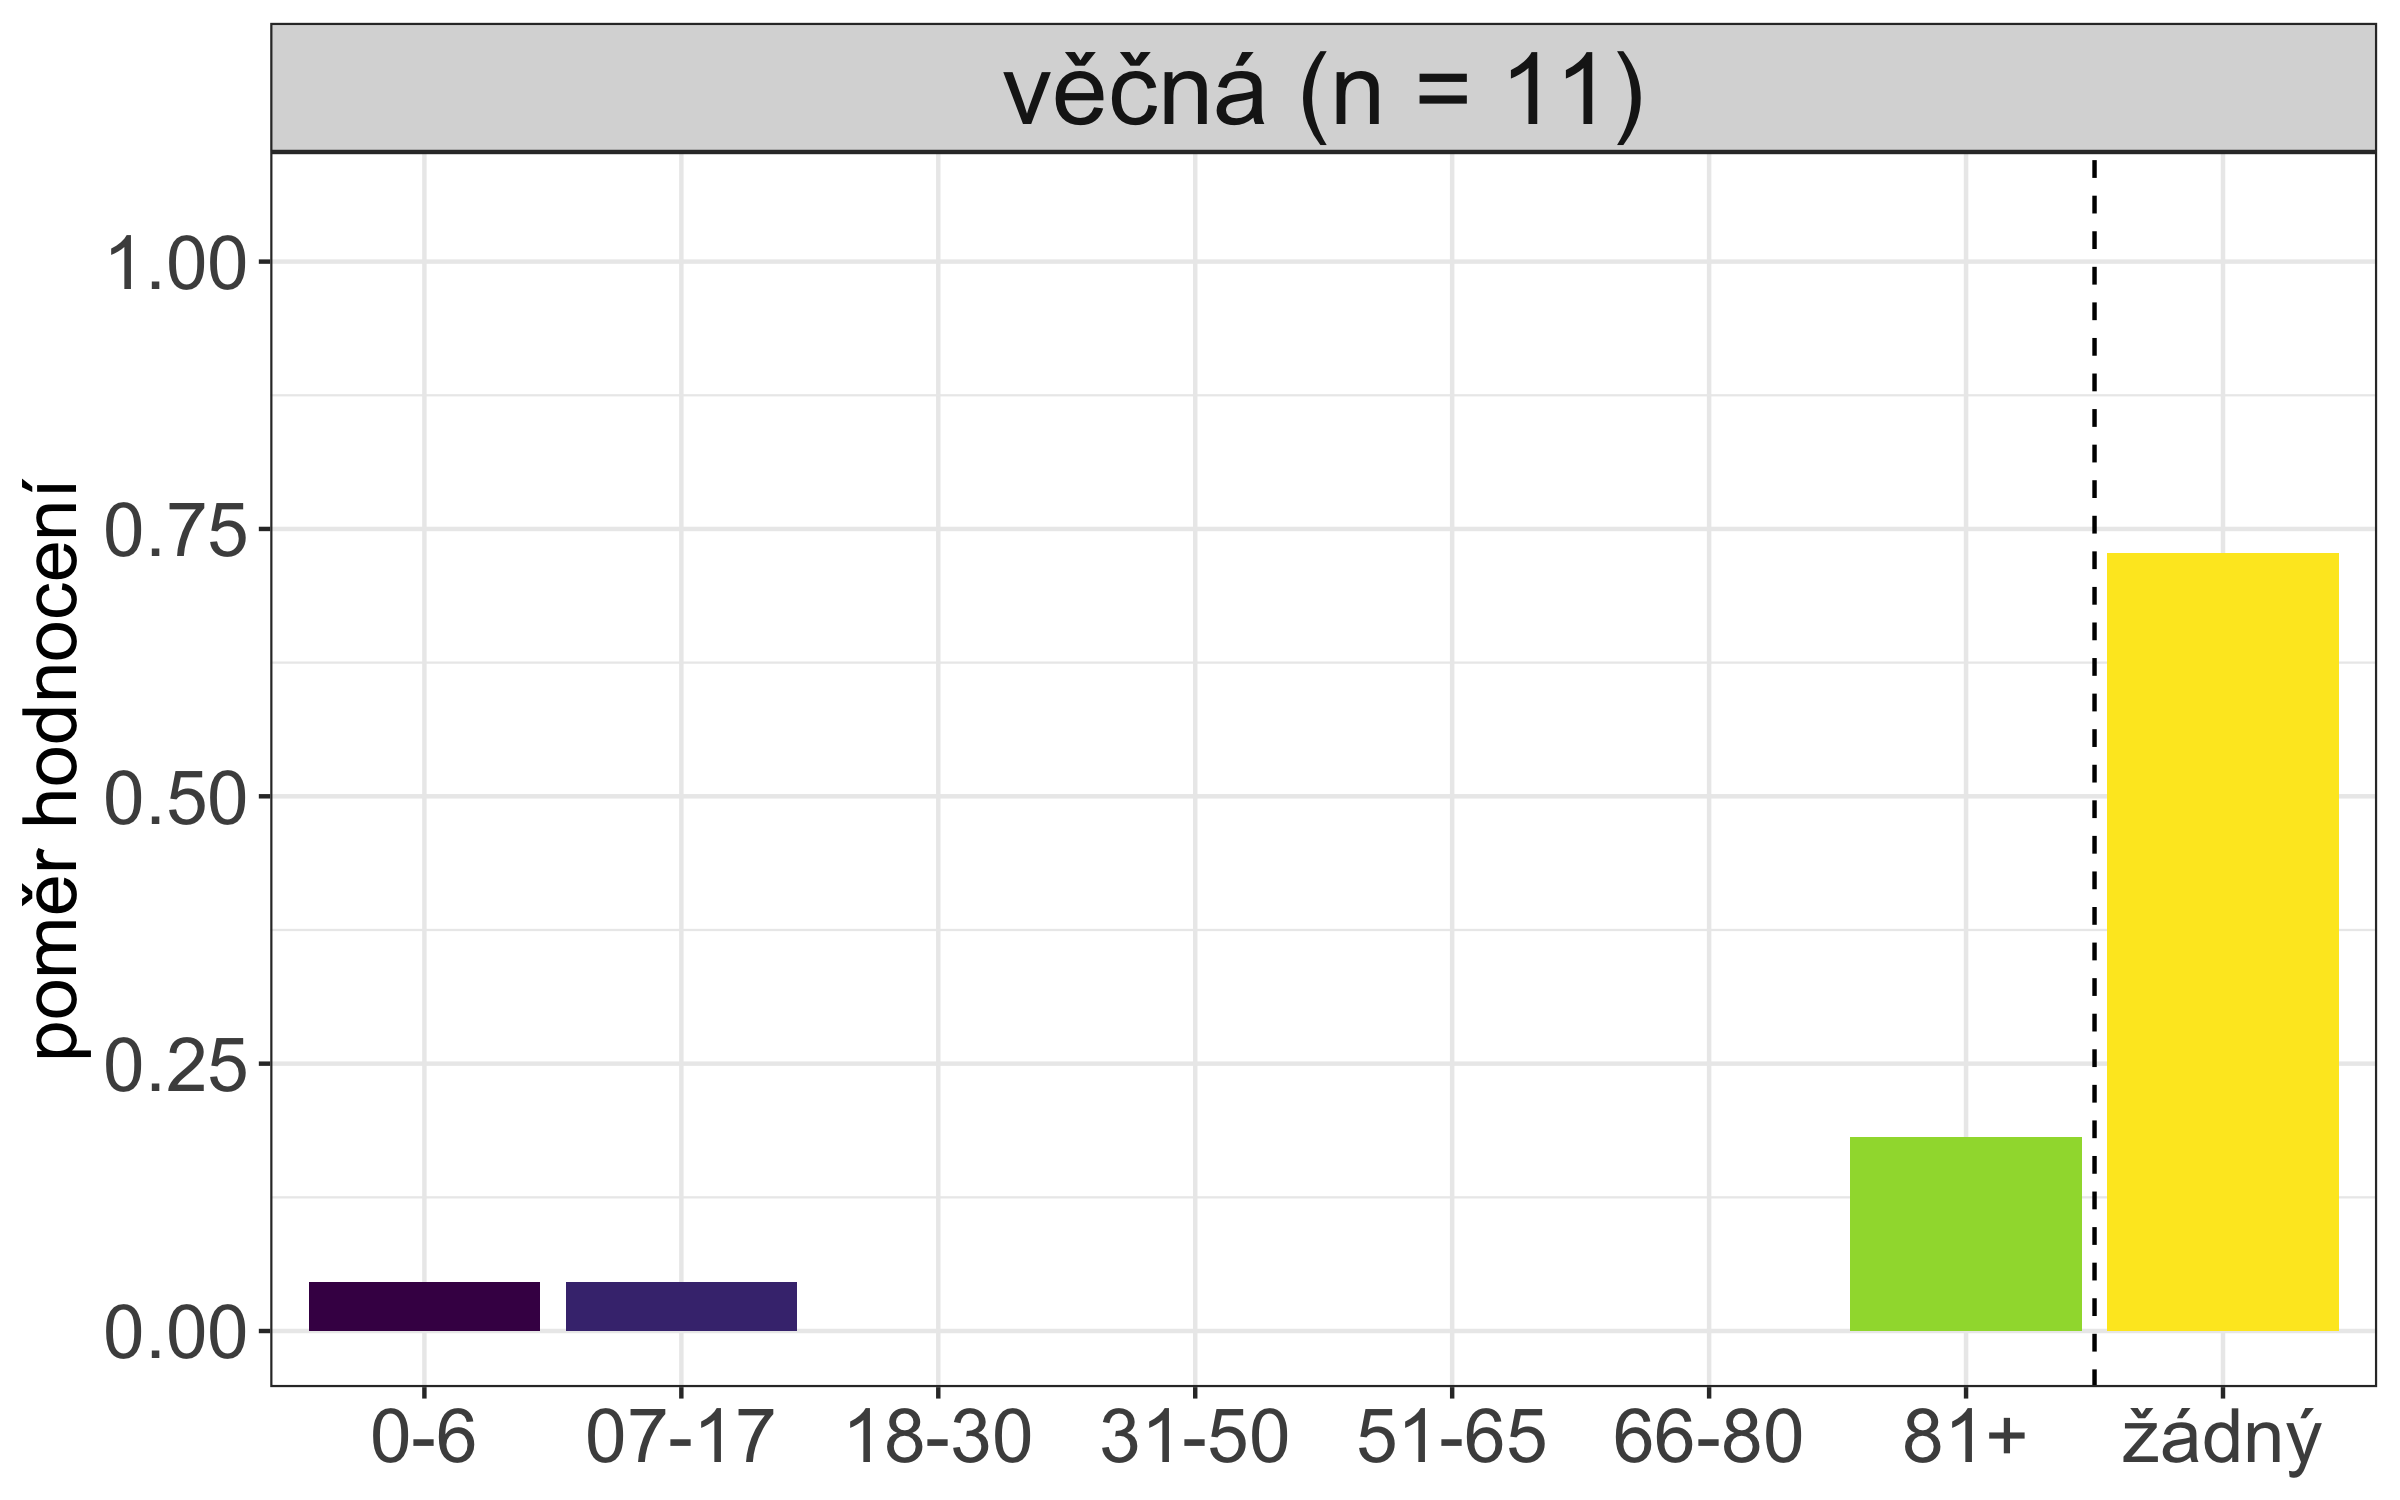 věčná (n = 11)
poměr hodnocení
1.00
0.75
0.50
0.25
0.00
0-6 07-17 18-30 31-50 51-65 66-80 81+ žádný